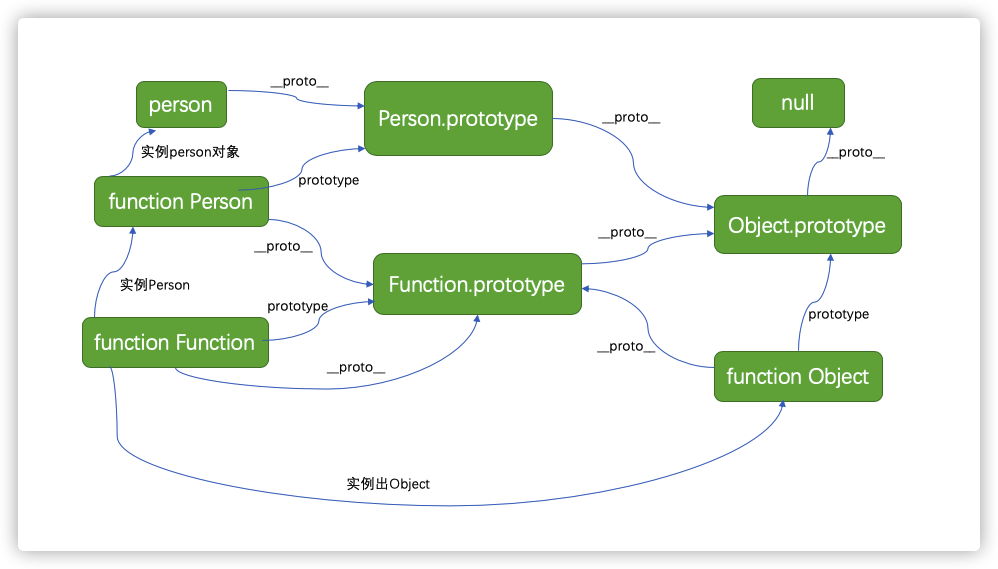 __proto__
person
Person.prototype
null
__proto__
实例person对象
__proto__
prototype
function Person
Object.prototype
__proto__
__proto__
Function.prototype
实例Person
prototype
prototype
function Function
__proto__
__proto__
function Object
实例出Object